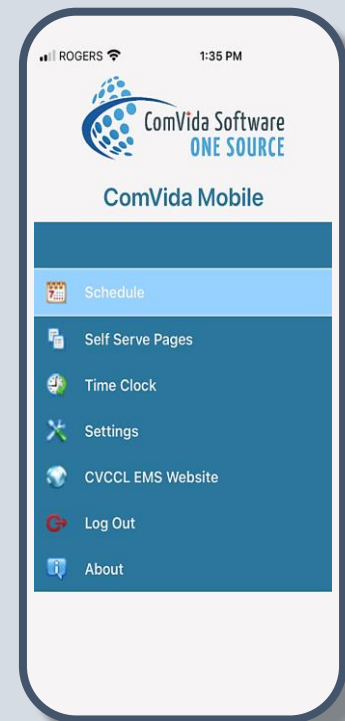 ROGERS 1:35 PM
ComVida Software
ONE SOURCE
ComVida Mobile
7
Schedule
Self Serve Pages
Time Clock
Settings
CVCCL EMS Website
Log Out
About